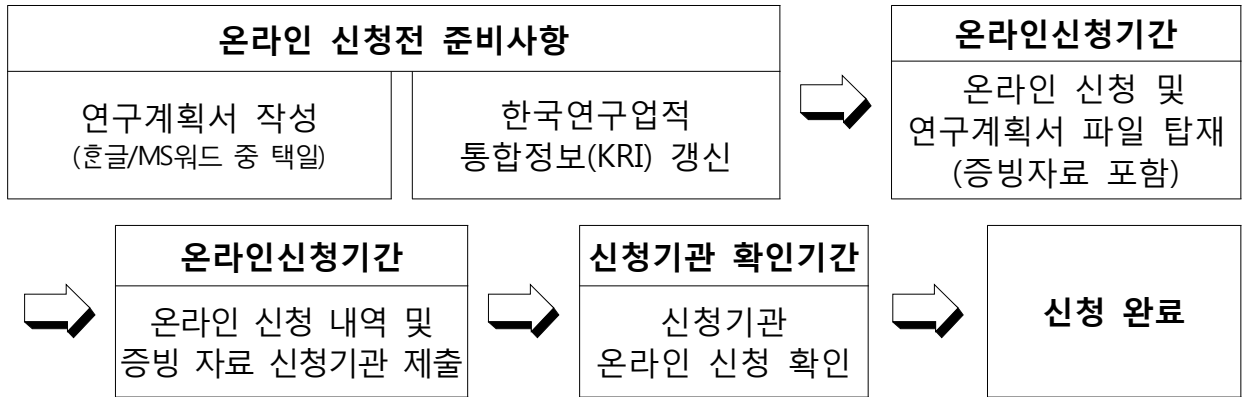 온라인 신청전 준비사항
연구계획서 작성
(흔글/MS워드 중 택일)
한국연구업적
통합정보(KRI) 갱신
온라인신청기간
온라인 신청 및
연구계획서 파일 탑재
(증빙자료 포함)
온라인신청기간
온라인 신청 내역 및
증빙 자료 신청기관 제출
신청기관 확인기간
신청기관
온라인 신청 확인
신청 완료